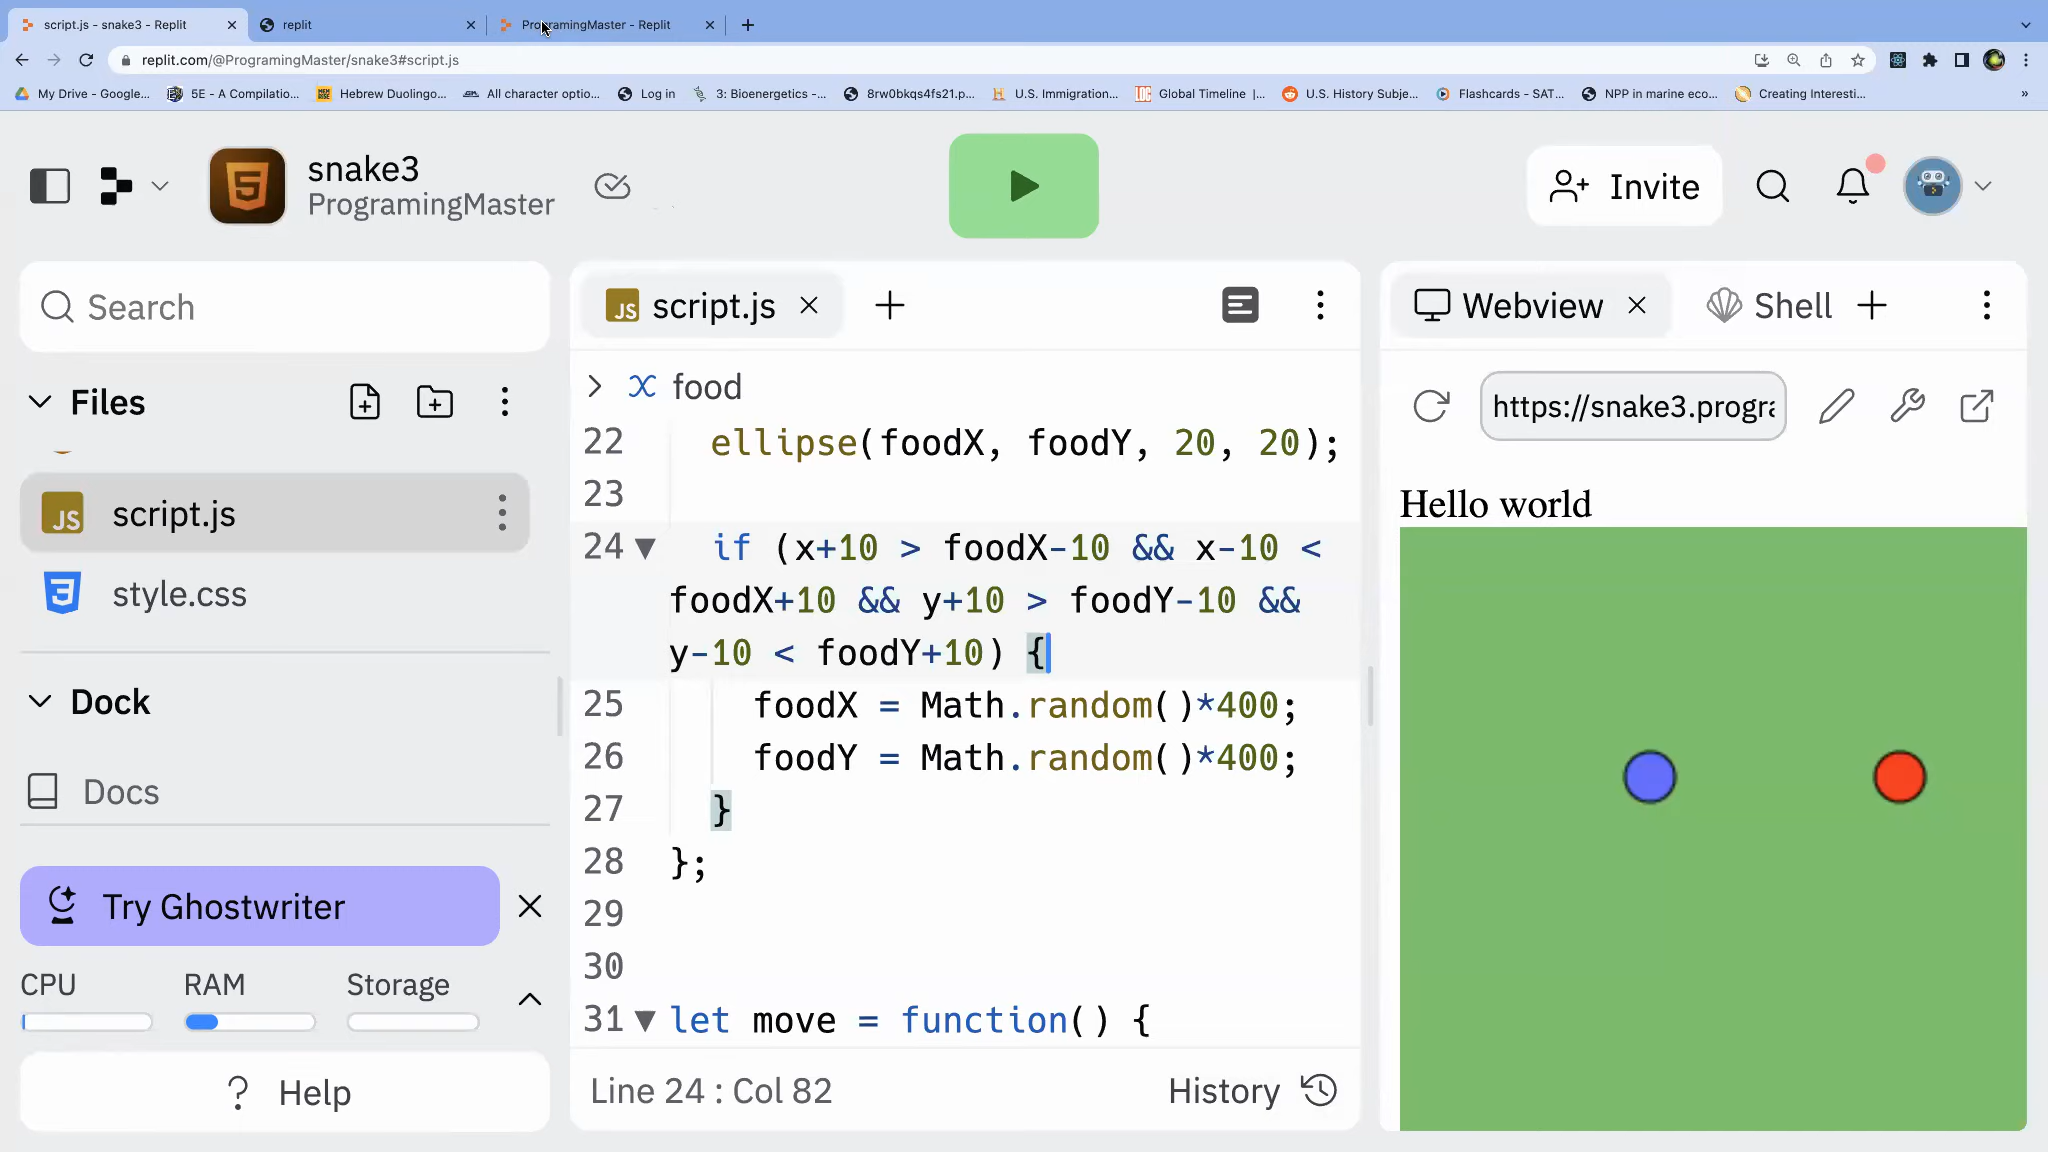 script.js - snake3 - Replit
replit
ProgramingMaster - Replit
replit.com/@ProgramingMaster/snake3#script.js
My Drive - Google...
5E - A Compilatio...
Hebrew Duolingo...
All character optio...
Log in
3: Bioenergetics -...
8rw0bkqs4fs21.p...
U.S. Immigration...
Global Timeline |...
U.S. History Subje...
Flashcards - SAT...
NPP in marine eco...
Creating Interesti...
»
snake3
ProgramingMaster
Invite
Search
Files
script.js
style.css
Dock
Docs
Try Ghostwriter
CPU RAM Storage
? Help
JS script.js
food
22 ellipse(foodX, foodY, 20, 20);
23
24 if (x+10 > foodX-10 && x-10 <
foodX+10 && y+10 > foodY-10 &&
y-10 < foodY+10) {
25 foodX = Math.random()*400;
26 foodY = Math.random()*400;
27 }
28 };
29
30
31 let move = function() {
Line 24 : Col 82
History
Webview
Shell
https://snake3.progra
Hello world